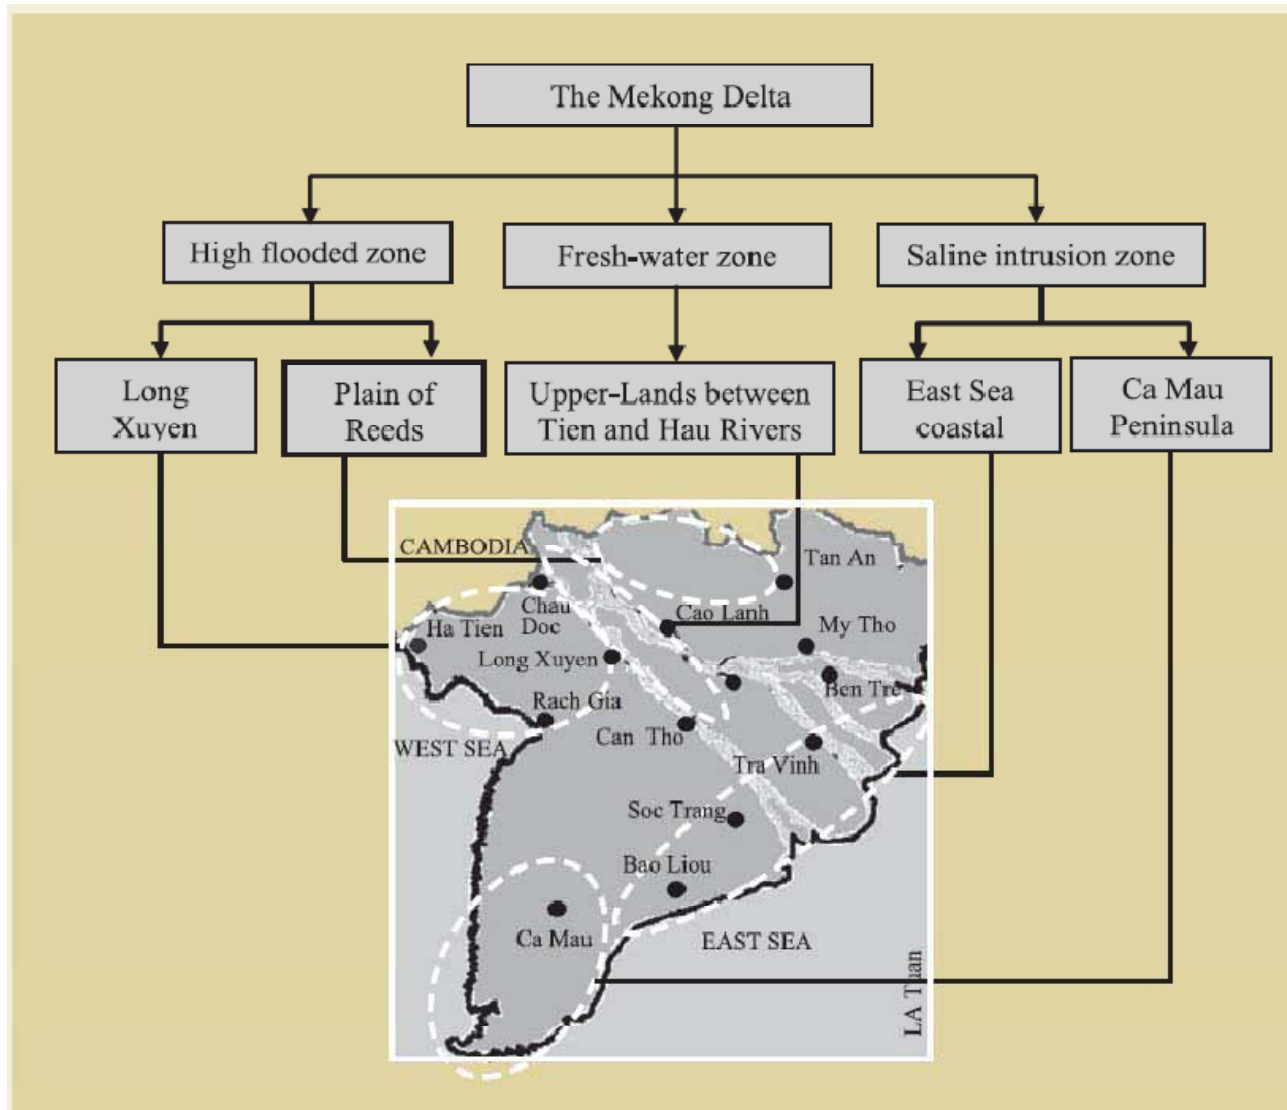 The Mekong Delta
High flooded zone
Fresh-water zone
Saline intrusion zone
Long
Xuyen
Plain of
Reeds
Upper-Lands between
Tien and Hau Rivers
East Sea
coastal
Ca Mau
Peninsula
CAMBODIA
Tan An
Chau
Doc
Cao Lanh
Ha Tien
My Tho
Long Xuyen
Ben Tre
Rach Gia
Can Tho
WEST SEA
Tra Vinh
Soc Trang
Bao Liou
Ca Mau
EAST SEA
LA Tuan